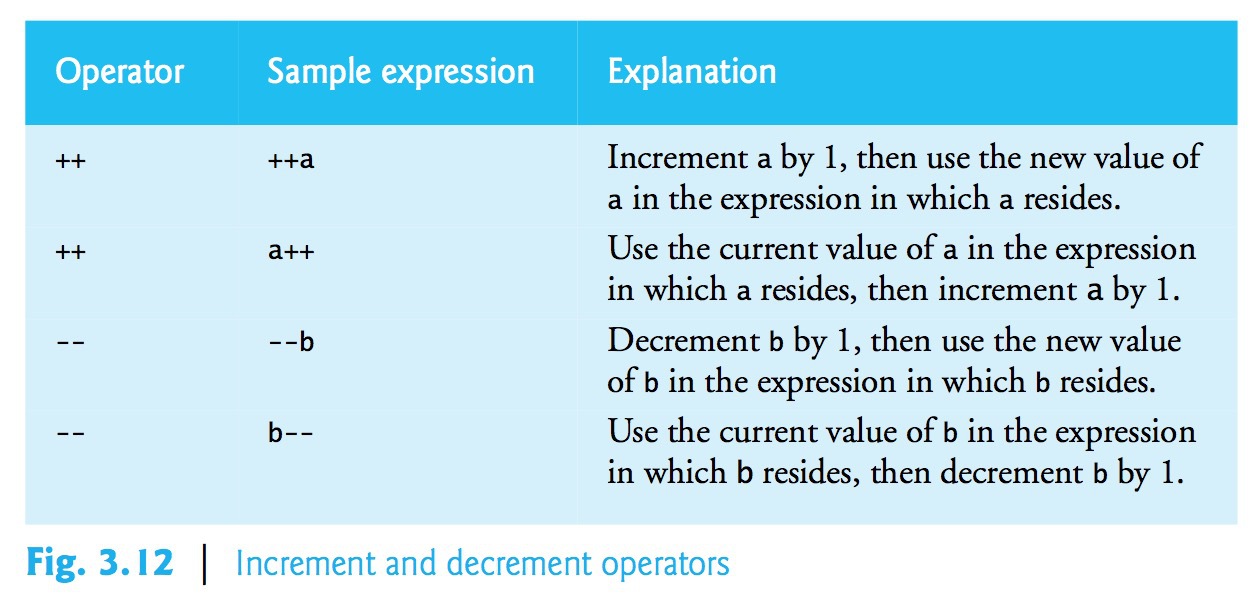 Operator Sample expression Explanation
++ ++a Increment a by 1, then use the new value of
a in the expression in which a resides.
++ a++ Use the current value of a in the expression
in which a resides, then increment a by 1.
-- --b Decrement b by 1, then use the new value
of b in the expression in which b resides.
-- b-- Use the current value of b in the expression
in which b resides, then decrement b by 1.
Fig. 3.12 | Increment and decrement operators